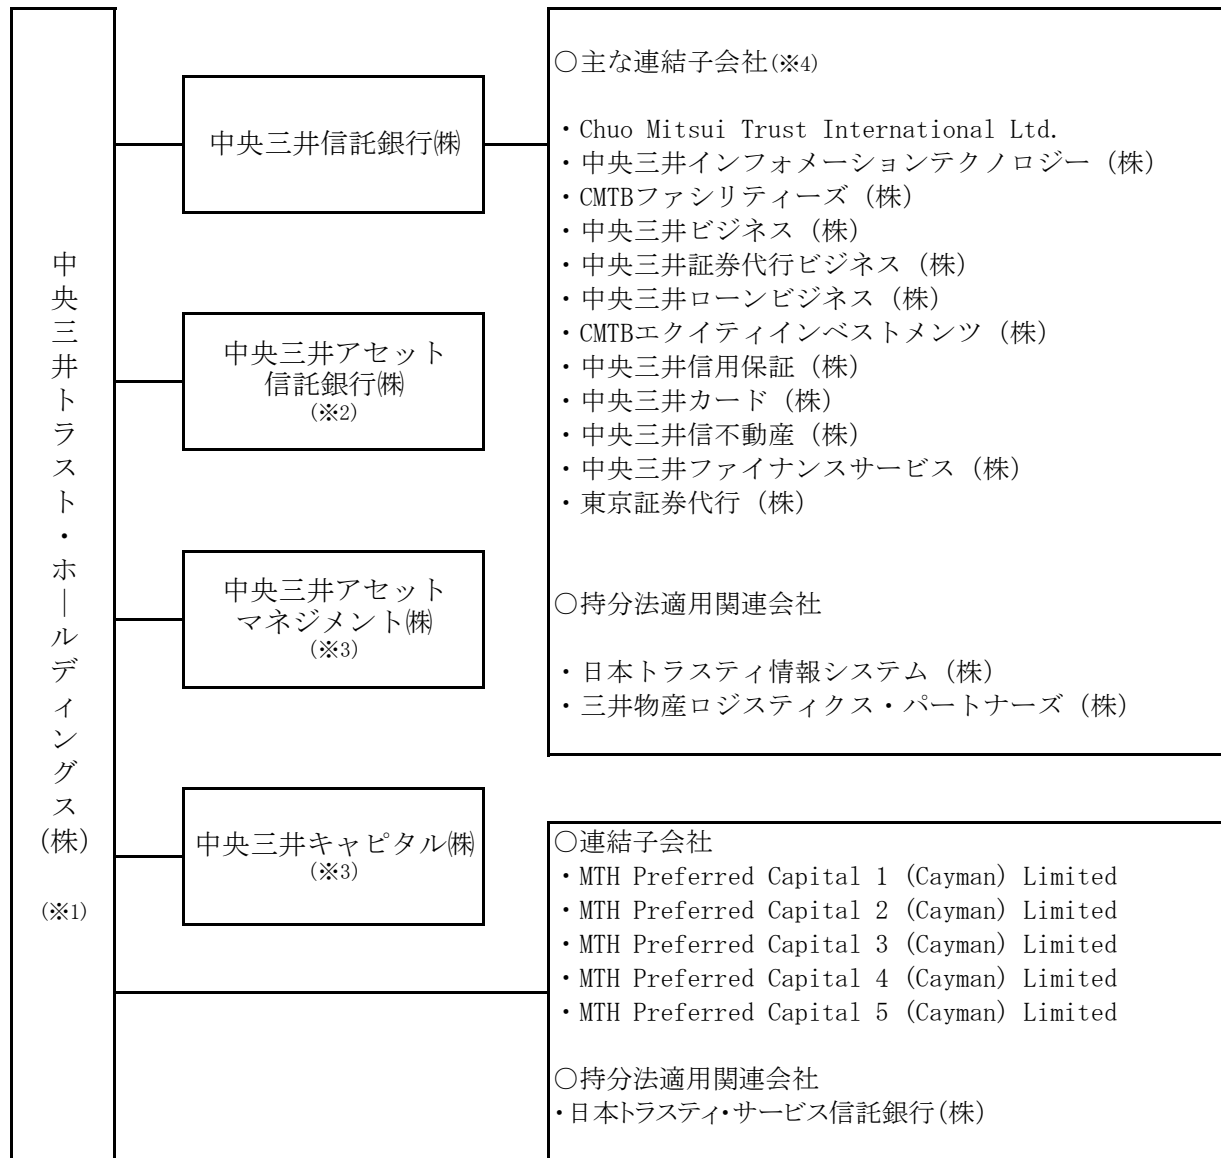 中央三井トラスト・ホールディングス(株)
(※1)
中央三井信託銀行㈱
中央三井アセット
信託銀行㈱
(※2)
中央三井アセット
マネジメント㈱
(※3)
中央三井キャピタル㈱
(※3)
○主な連結子会社(※4)
・Chuo Mitsui Trust International Ltd.
・中央三井インフォメーションテクノロジー (株)
・CMTBファシリティーズ (株)
・中央三井ビジネス (株)
・中央三井証券代行ビジネス (株)
・中央三井ローンビジネス (株)
・CMTBエクイティインベストメンツ (株)
・中央三井信用保証 (株)
・中央三井カード (株)
・中央三井信不動産 (株)
・中央三井ファイナンスサービス (株)
・東京証券代行 (株)
○持分法適用関連会社
・日本トラスティ情報システム (株)
・三井物産ロジスティクス・パートナーズ (株)
○連結子会社
・MTH Preferred Capital 1 (Cayman) Limited
・MTH Preferred Capital 2 (Cayman) Limited
・MTH Preferred Capital 3 (Cayman) Limited
・MTH Preferred Capital 4 (Cayman) Limited
・MTH Preferred Capital 5 (Cayman) Limited
○持分法適用関連会社
・日本トラスティ・サービス信託銀行(株)